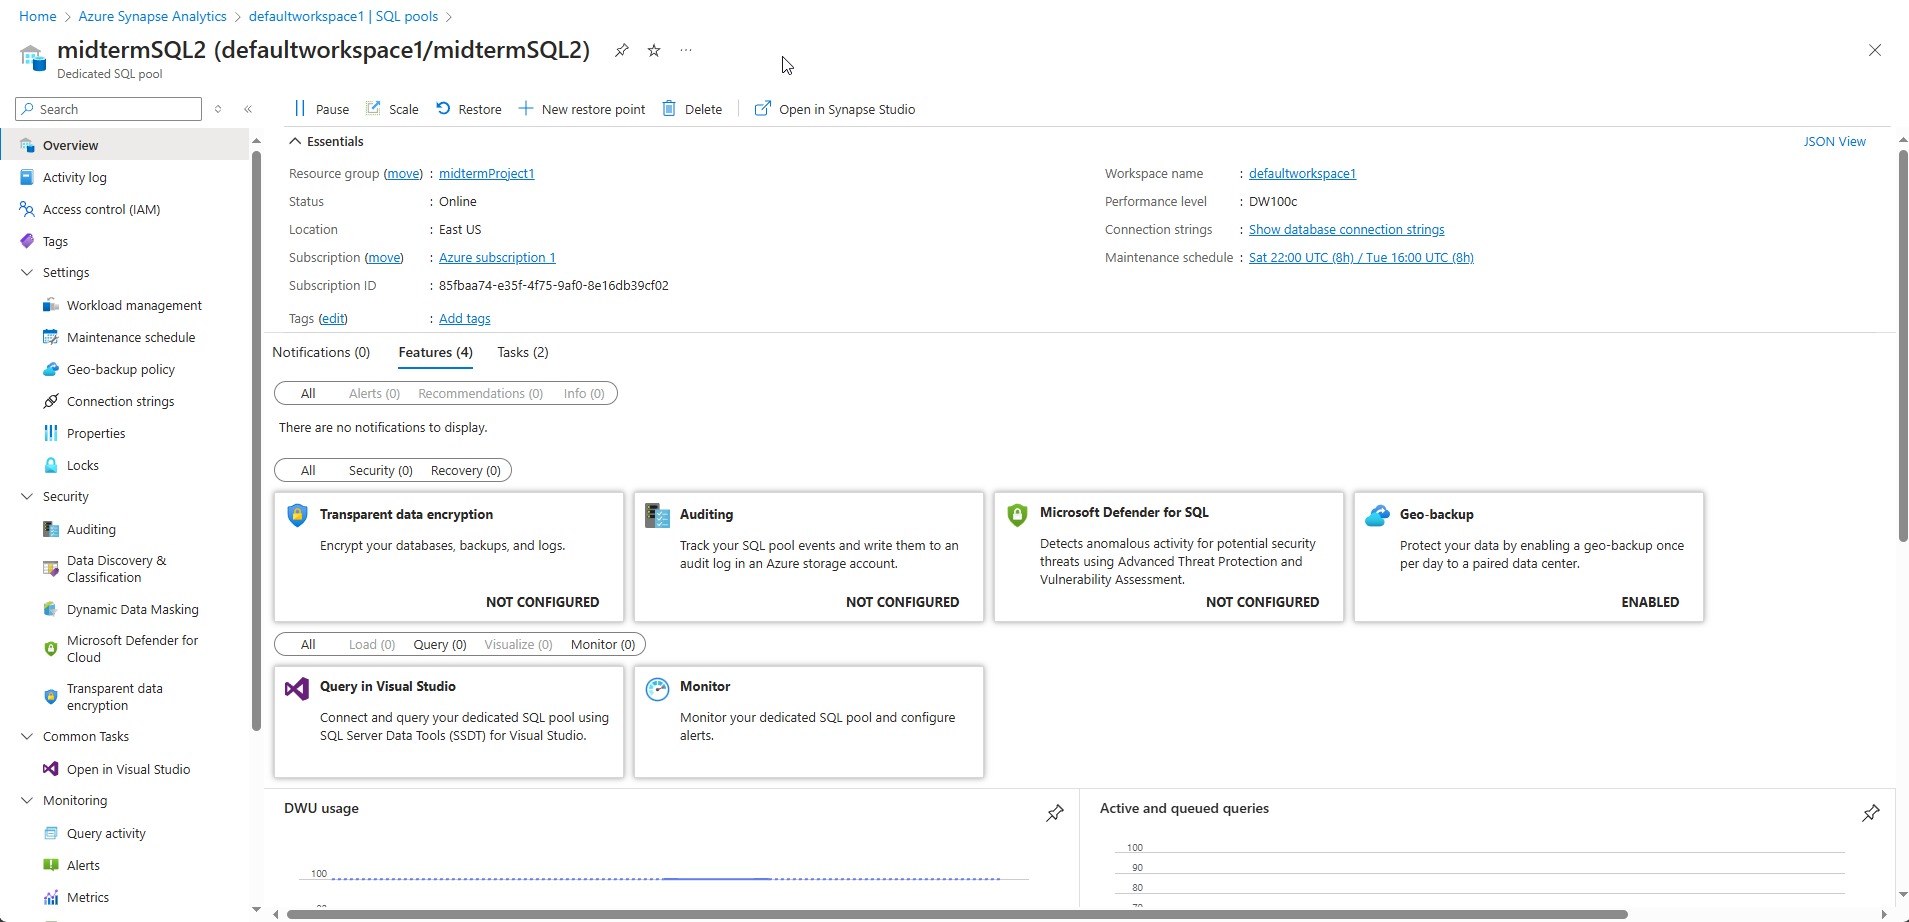 Home > Azure Synapse Analytics > defaultworkspace1 | SQL pools >
midtermSQL2 (defaultworkspace1/midtermSQL2)
Dedicated SQL pool
Search
Overview
Activity log
Access control (IAM)
Tags
Settings
Workload management
Maintenance schedule
Geo-backup policy
Connection strings
Properties
Locks
Security
Auditing
Data Discovery &
Classification
Dynamic Data Masking
Microsoft Defender for
Cloud
Transparent data
encryption
Common Tasks
Open in Visual Studio
Monitoring
Query activity
Alerts
Metrics
Pause Scale Restore New restore point Delete Open in Synapse Studio
Essentials
JSON View
Resource group (move) : midtermProject1
Status : Online
Location : East US
Subscription (move) : Azure subscription 1
Subscription ID : 85fbaa74-e35f-4f75-9af0-8e16db39cf02
Tags (edit) : Add tags
Workspace name : defaultworkspace1
Performance level : DW100c
Connection strings : Show database connection strings
Maintenance schedule : Sat 22:00 UTC (8h) / Tue 16:00 UTC (8h)
Notifications (0) Features (4) Tasks (2)
All Alerts (0) Recommendations (0) Info (0)
There are no notifications to display.
All Security (0) Recovery (0)
Transparent data encryption
Encrypt your databases, backups, and logs.
NOT CONFIGURED
Auditing
Track your SQL pool events and write them to an
audit log in an Azure storage account.
NOT CONFIGURED
Microsoft Defender for SQL
Detects anomalous activity for potential security
threats using Advanced Threat Protection and
Vulnerability Assessment.
NOT CONFIGURED
Geo-backup
Protect your data by enabling a geo-backup once
per day to a paired data center.
ENABLED
All Load (0) Query (0) Visualize (0) Monitor (0)
Query in Visual Studio
Connect and query your dedicated SQL pool using
SQL Server Data Tools (SSDT) for Visual Studio.
Monitor
Monitor your dedicated SQL pool and configure
alerts.
DWU usage
100
Active and queued queries
100
90
80